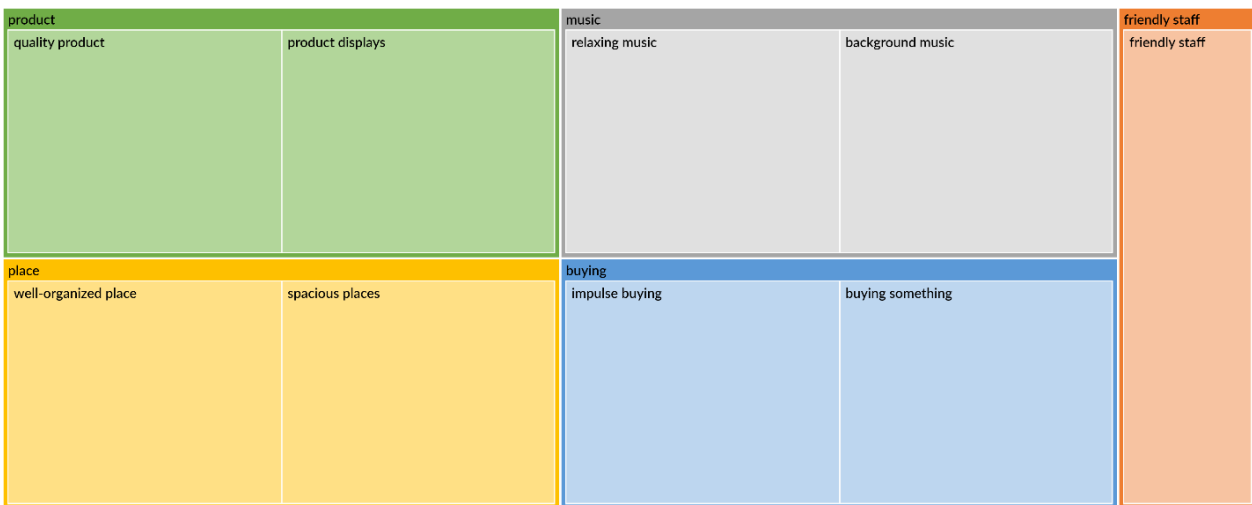 product
quality product
product displays
music
relaxing music
background music
friendly staff
friendly staff
place
well-organized place
spacious places
buying
impulse buying
buying something